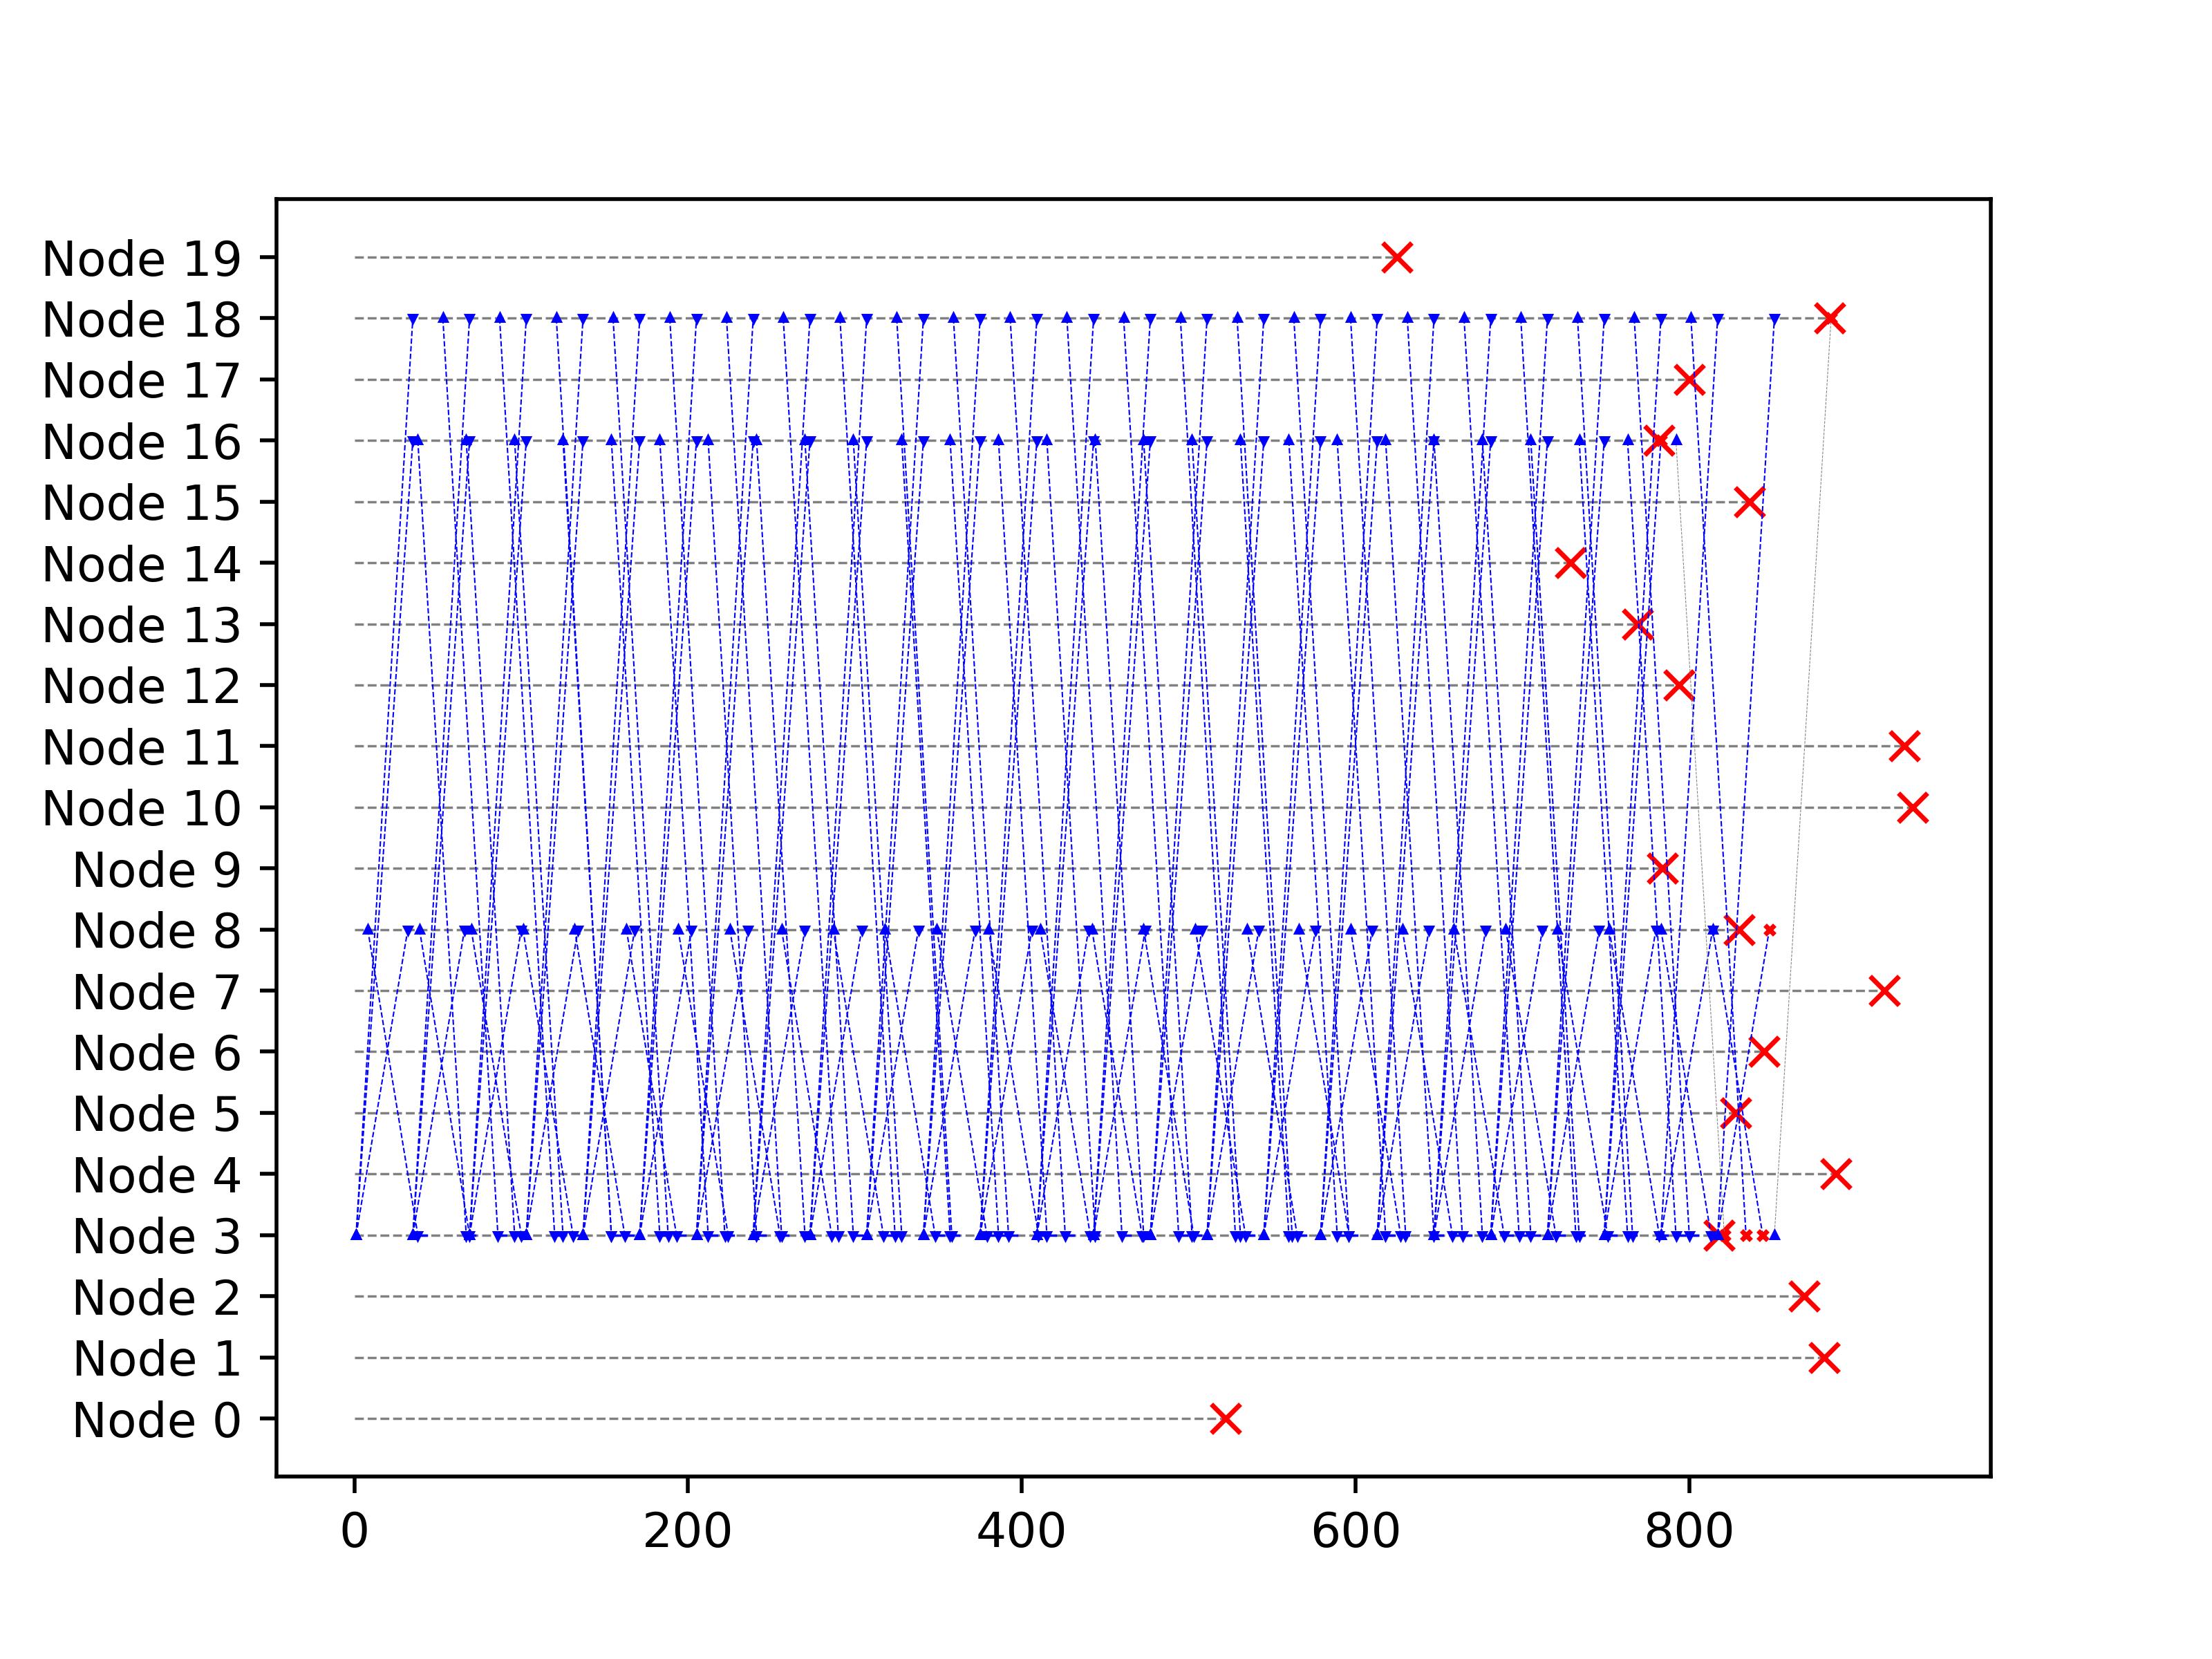 Node 19
Node 18
Node 17
Node 16
Node 15
Node 14
Node 13
Node 12
Node 11
Node 10
Node 9
Node 8
Node 7
Node 6
Node 5
Node 4
Node 3
Node 2
Node 1
Node 0
0 200 400 600 800